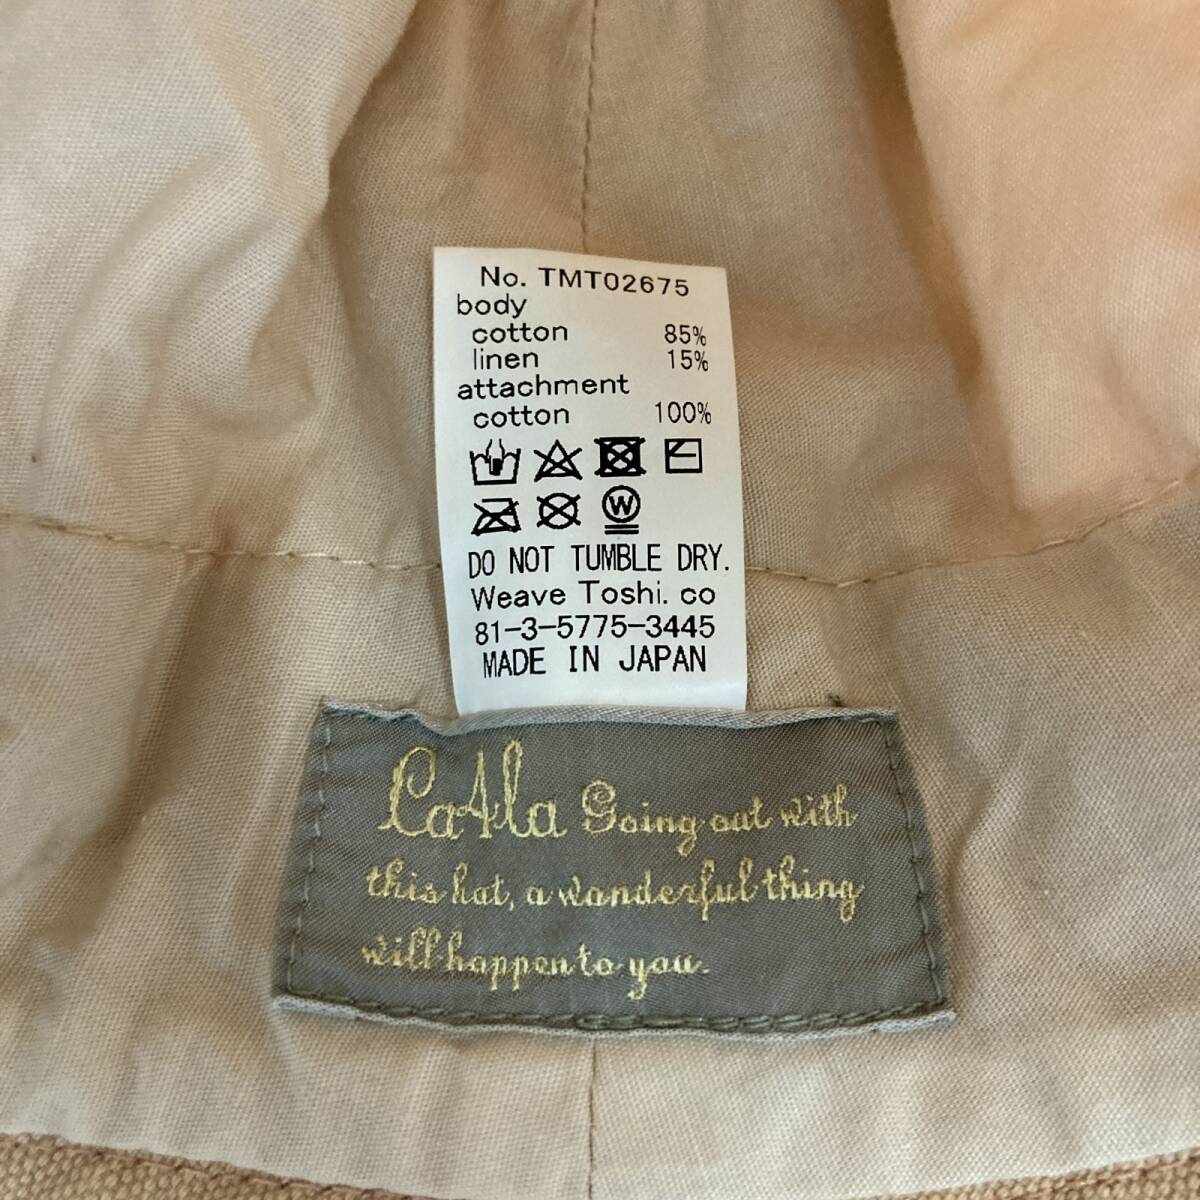 No. TMT02675
body
cotton 85%
linen 15%
attachment
cotton 100%
W
DO NOT TUMBLE DRY.
Weave Toshi. co
81-3-5775-3445
MADE IN JAPAN
Ca4la Going out with
this hat, a wonderful thing
will happen to you.